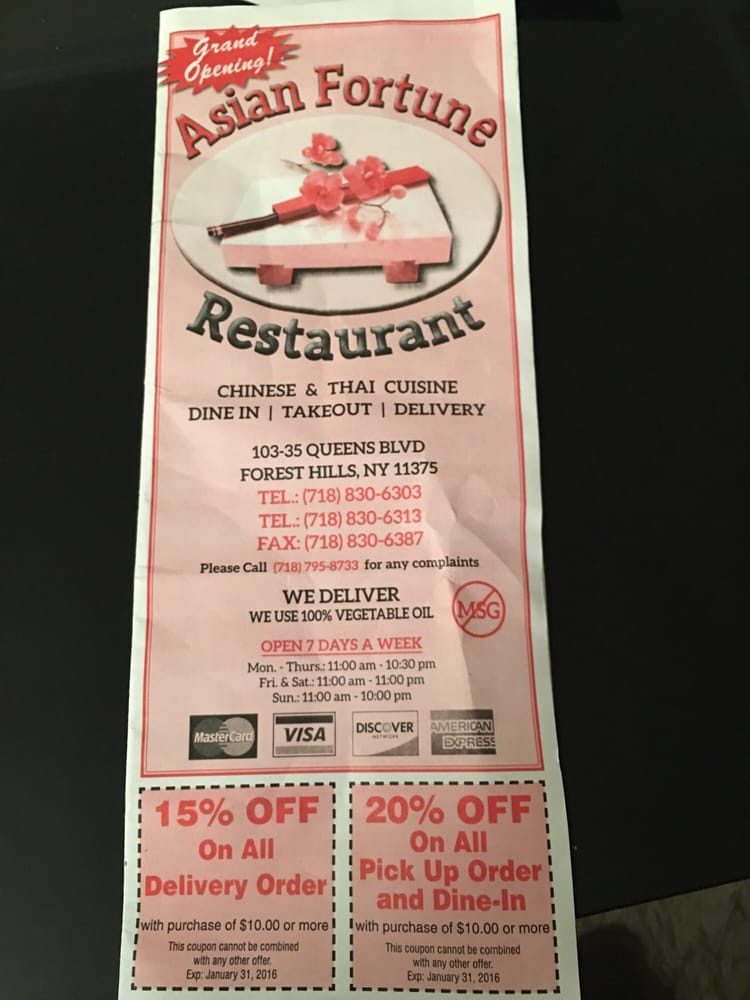 Grand
Opening!
Asian Fortune
Restaurant
CHINESE & THAI CUISINE
DINE IN | TAKEOUT | DELIVERY
103-35 QUEENS BLVD
FOREST HILLS, NY 11375
TEL.: (718) 830-6303
TEL.: (718) 830-6313
FAX: (718) 830-6387
Please Call (718) 795-8733 for any complaints
WE DELIVER
WE USE 100% VEGETABLE OIL
MSG
OPEN 7 DAYS A WEEK
Mon. - Thurs.: 11:00 am - 10:30 pm
Fri. & Sat.: 11:00 am - 11:00 pm
Sun.: 11:00 am - 10:00 pm
MasterCard
VISA
DISCOVER
NETWORK
AMERICAN
EXPRESS
15% OFF
On All
Delivery Order
with purchase of $10.00 or more
This coupon cannot be combined
with any other offer.
Exp: January 31, 2016
20% OFF
On All
Pick Up Order
and Dine-In
with purchase of $10.00 or more
This coupon cannot be combined
with any other offer.
Exp: January 31, 2016